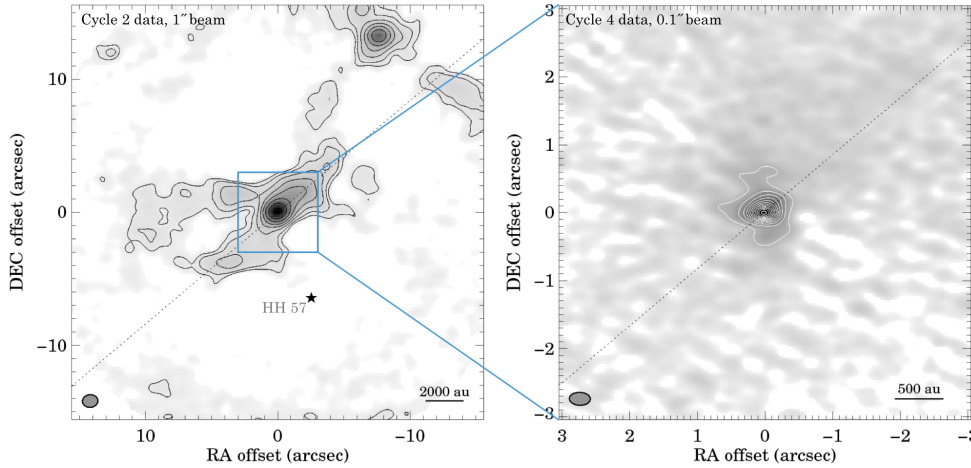 Cycle 2 data, 1″beam
DEC offset (arcsec)
10
0
−10
HH 57
2000 au
10
0
−10
RA offset (arcsec)
Cycle 4 data, 0.1″beam
DEC offset (arcsec)
3
2
1
0
−1
−2
−3
500 au
3
2
1
0
−1
−2
−3
RA offset (arcsec)